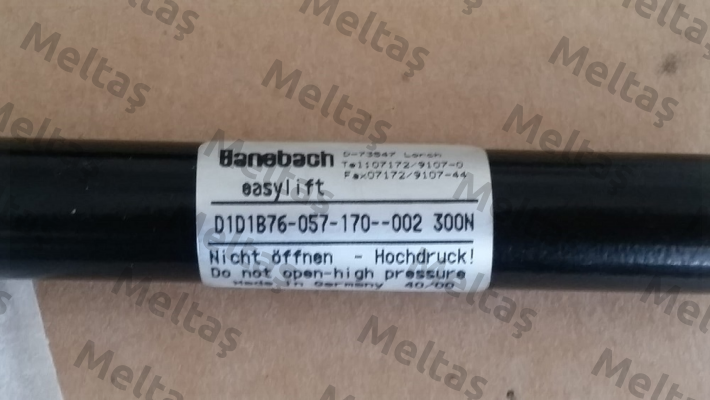 Hanebach
D-73547 Lorch
Tel:07172/9107-0
Fax07172/9107-44
easylift
D1D1B76-057-170--002 300N
Nicht öffnen - Hochdruck!
Do not open-high pressure
Made In Germany 40/00
Meltaş
Meltaş
Meltaş
Meltaş
Meltaş
Meltaş
Meltaş
Meltaş
Meltaş
Meltaş
Meltaş
Meltaş